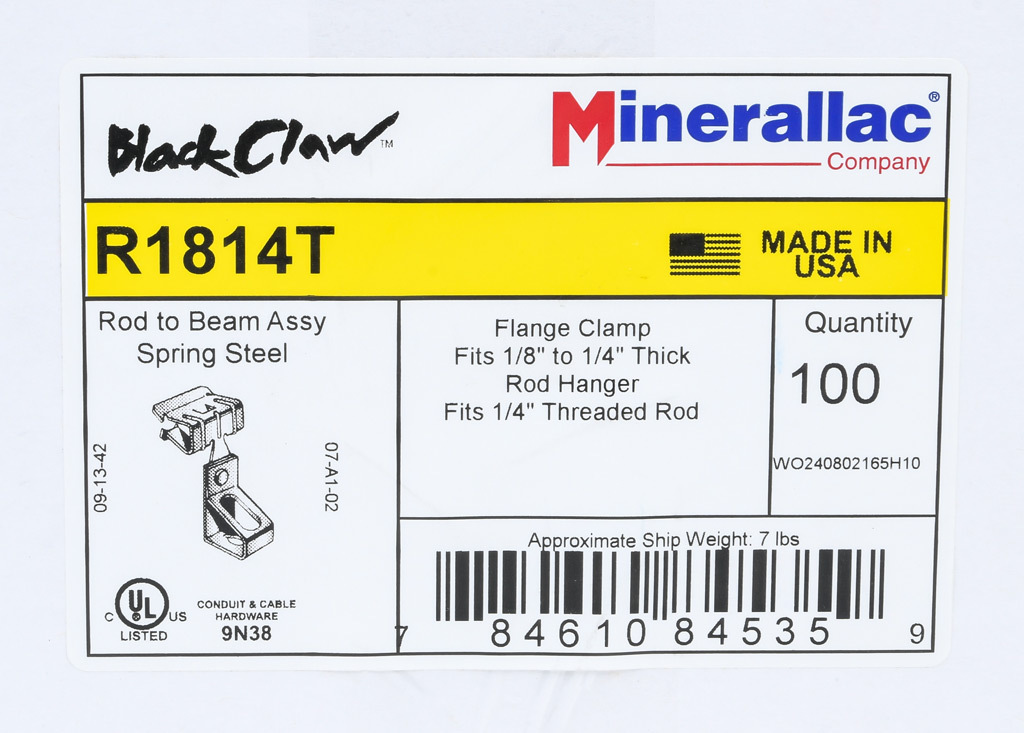 Black Claw™
Minerallac®
Company
R1814T
MADE IN
USA
Rod to Beam Assy
Spring Steel
09-13-42
07-A1-02
C UL US
LISTED
CONDUIT & CABLE
HARDWARE
9N38
Flange Clamp
Fits 1/8" to 1/4" Thick
Rod Hanger
Fits 1/4" Threaded Rod
Quantity
100
WO240802165H10
Approximate Ship Weight: 7 lbs
7 84610 84535 9